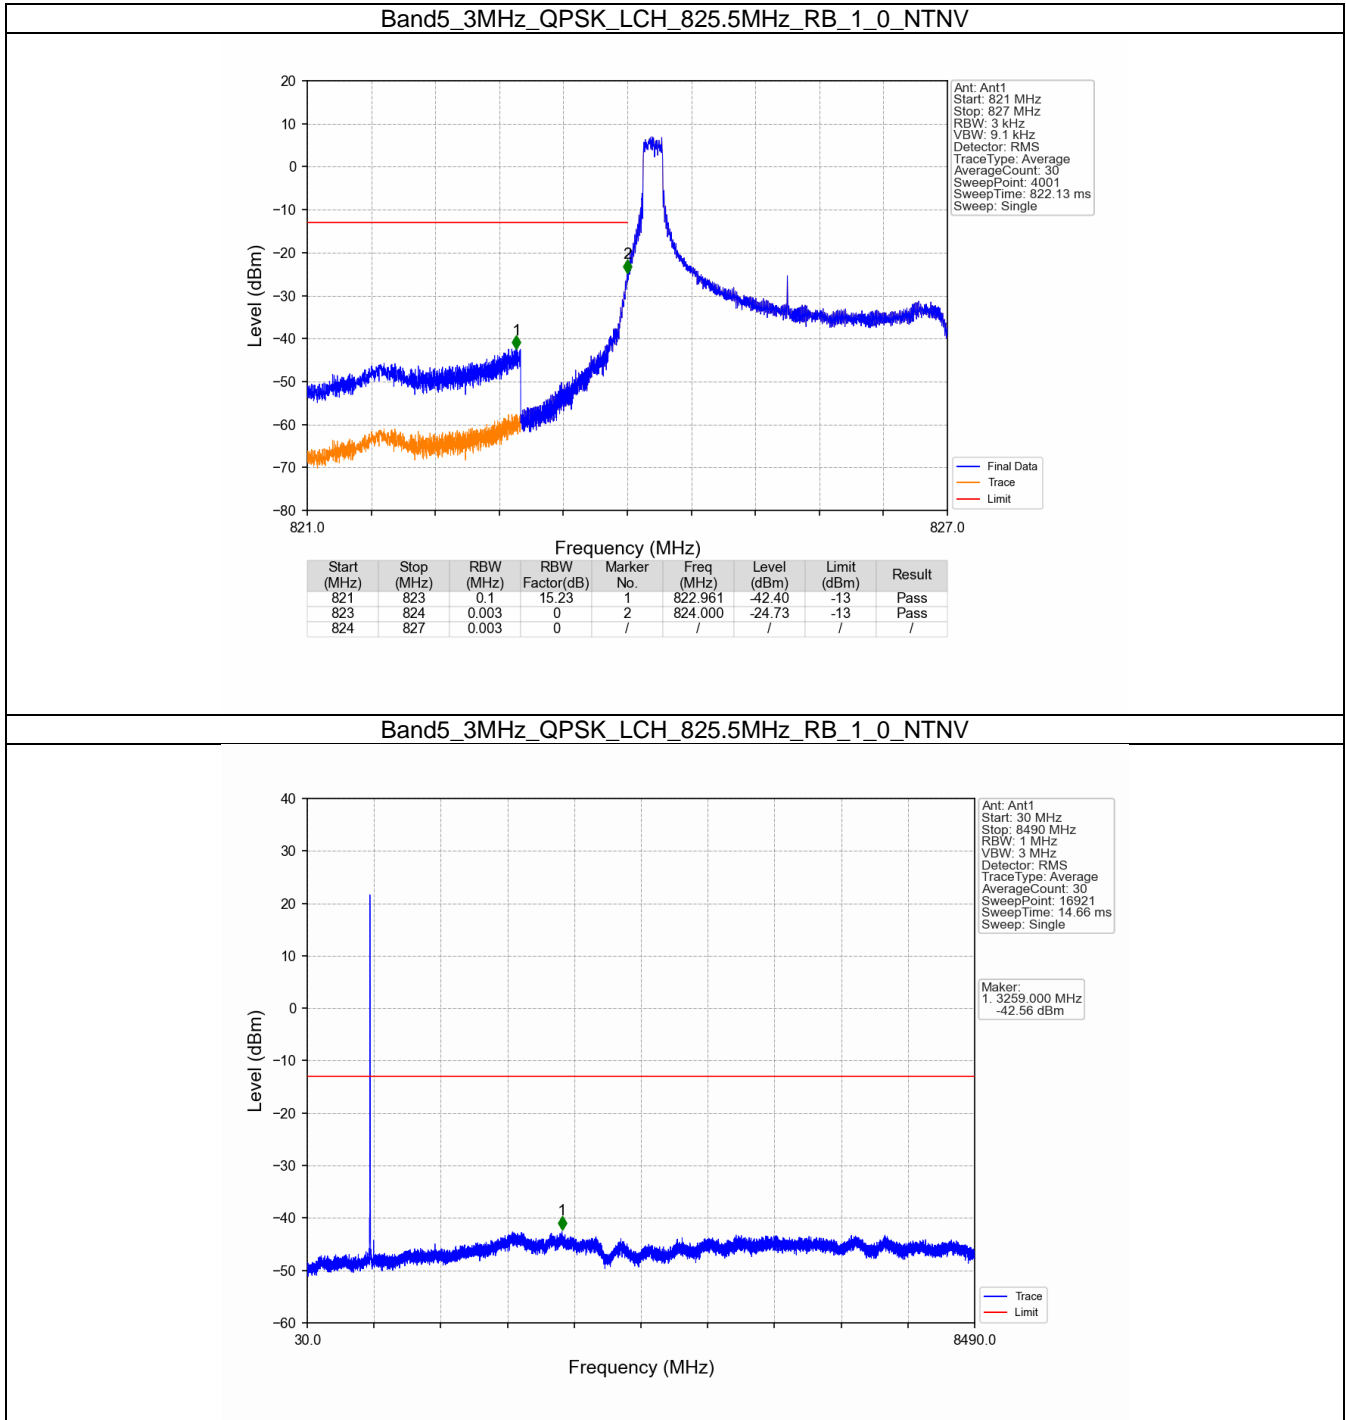 Band5_3MHz_QPSK_LCH_825.5MHz_RB_1_0_NTNV
20
10
0
−10
−20
−30
−40
−50
−60
−70
−80
Level (dBm)
1
2
821.0
827.0
Frequency (MHz)
Ant: Ant1
Start: 821 MHz
Stop: 827 MHz
RBW: 3 kHz
VBW: 9.1 kHz
Detector: RMS
TraceType: Average
AverageCount: 30
SweepPoint: 4001
SweepTime: 822.13 ms
Sweep: Single
Final Data
Trace
Limit
Start (MHz) Stop (MHz) RBW (MHz) RBW Factor(dB) Marker No. Freq (MHz) Level (dBm) Limit (dBm) Result
821 823 0.1 15.23 1 822.961 -42.40 -13 Pass
823 824 0.003 0 2 824.000 -24.73 -13 Pass
824 827 0.003 0 / / / / /
Band5_3MHz_QPSK_LCH_825.5MHz_RB_1_0_NTNV
40
30
20
10
0
−10
−20
−30
−40
−50
−60
Level (dBm)
1
30.0
8490.0
Frequency (MHz)
Ant: Ant1
Start: 30 MHz
Stop: 8490 MHz
RBW: 1 MHz
VBW: 3 MHz
Detector: RMS
TraceType: Average
AverageCount: 30
SweepPoint: 16921
SweepTime: 14.66 ms
Sweep: Single
Maker:
1. 3259.000 MHz
-42.56 dBm
Trace
Limit